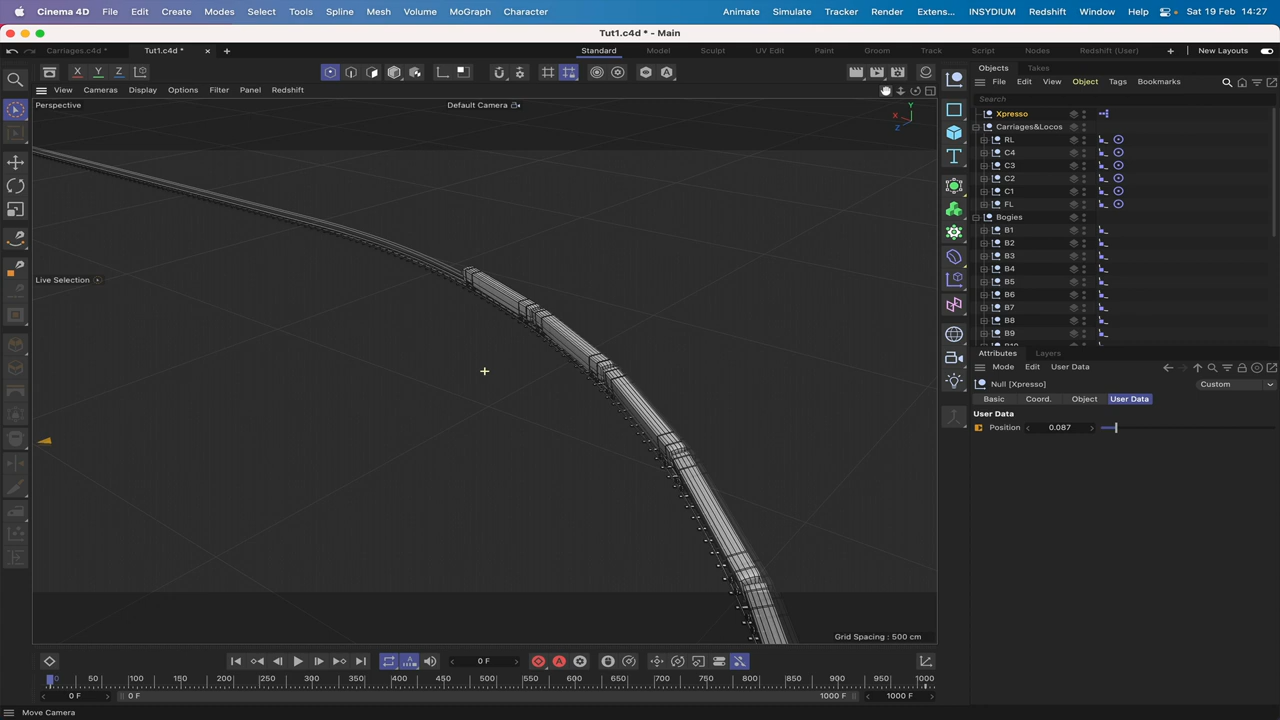 Cinema 4D File Edit Create Modes Select Tools Spline Mesh Volume MoGraph Character Animate Simulate Tracker Render Extens... INSYDIUM Redshift Window Help Sat 19 Feb 14:27
Tut1.c4d * - Main
Carriages.c4d * Tut1.c4d * Standard Model Sculpt UV Edit Paint Groom Track Script Nodes Redshift (User) New Layouts
X Y Z
View Cameras Display Options Filter Panel Redshift
Perspective Default Camera
Y
X
Z
Live Selection
Grid Spacing : 500 cm
Objects Takes
File Edit View Object Tags Bookmarks
Search
Xpresso
Carriages&Locos
RL
C4
C3
C2
C1
FL
Bogies
B1
B2
B3
B4
B5
B6
B7
B8
B9
Attributes Layers
Mode Edit User Data
Null [Xpresso] Custom
Basic Coord. Object User Data
User Data
Position 0.087
0 F
0 50 100 150 200 250 300 350 400 450 500 550 600 650 700 750 800 850 900 950 1000
0 F 0 F 1000 F 1000 F
Move Camera